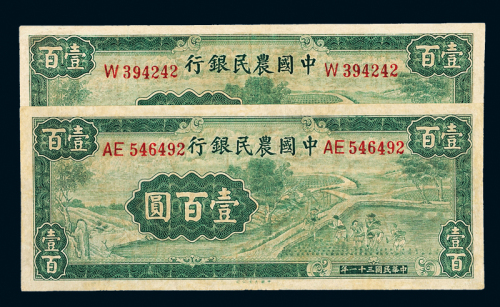 壹百
壹百
W 394242
中國農民銀行
W 394242
壹百
壹百
AE 546492
中國農民銀行
AE 546492
壹百圓
壹百
壹百
中華民國三十一年